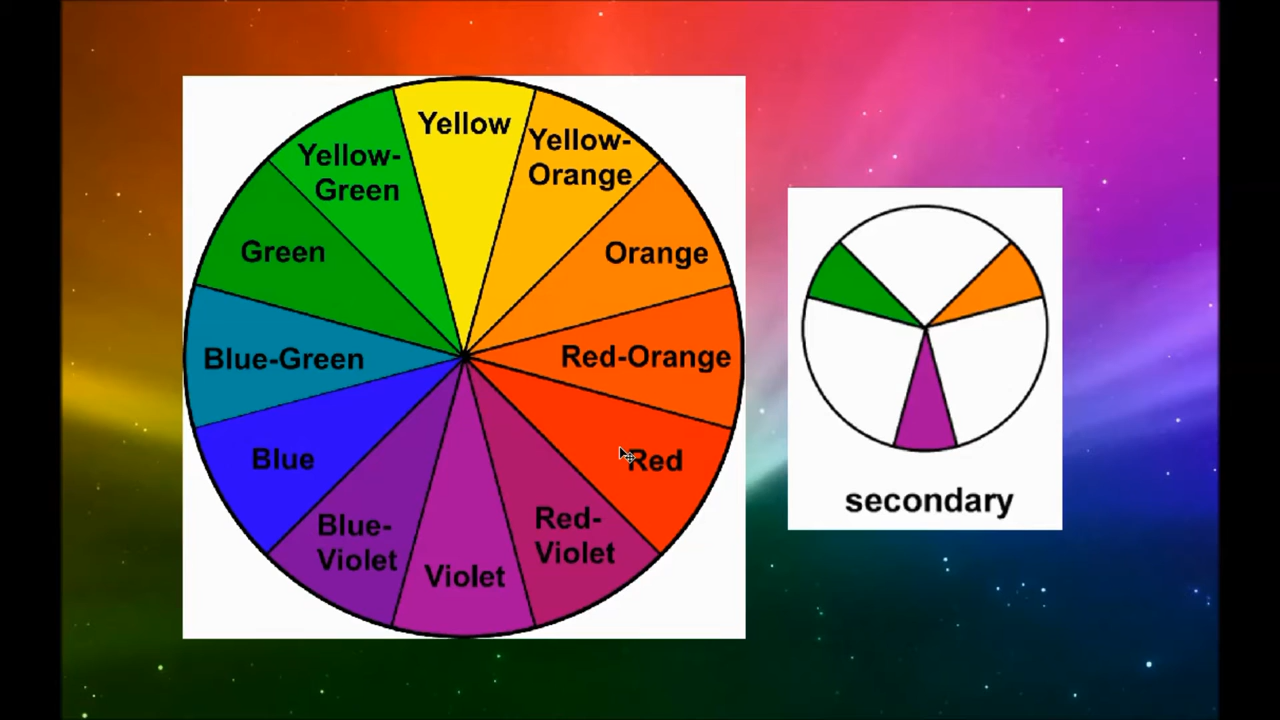 Yellow
Yellow-
Orange
Orange
Red-Orange
Red
Red-
Violet
Violet
Blue-
Violet
Blue
Blue-Green
Green
Yellow-
Green
secondary